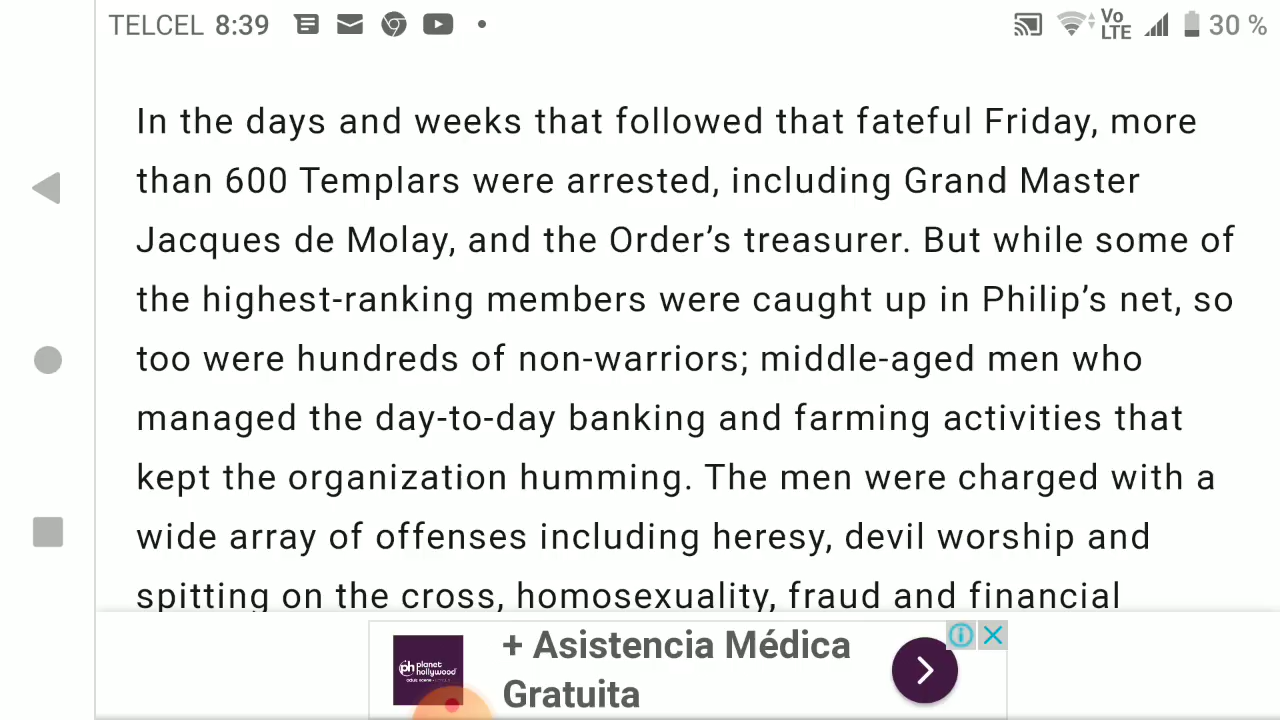 TELCEL 8:39
Vo LTE 30 %
In the days and weeks that followed that fateful Friday, more
than 600 Templars were arrested, including Grand Master
Jacques de Molay, and the Order’s treasurer. But while some of
the highest-ranking members were caught up in Philip’s net, so
too were hundreds of non-warriors; middle-aged men who
managed the day-to-day banking and farming activities that
kept the organization humming. The men were charged with a
wide array of offenses including heresy, devil worship and
spitting on the cross, homosexuality, fraud and financial
ph planet
hollywood
+ Asistencia Médica
Gratuita